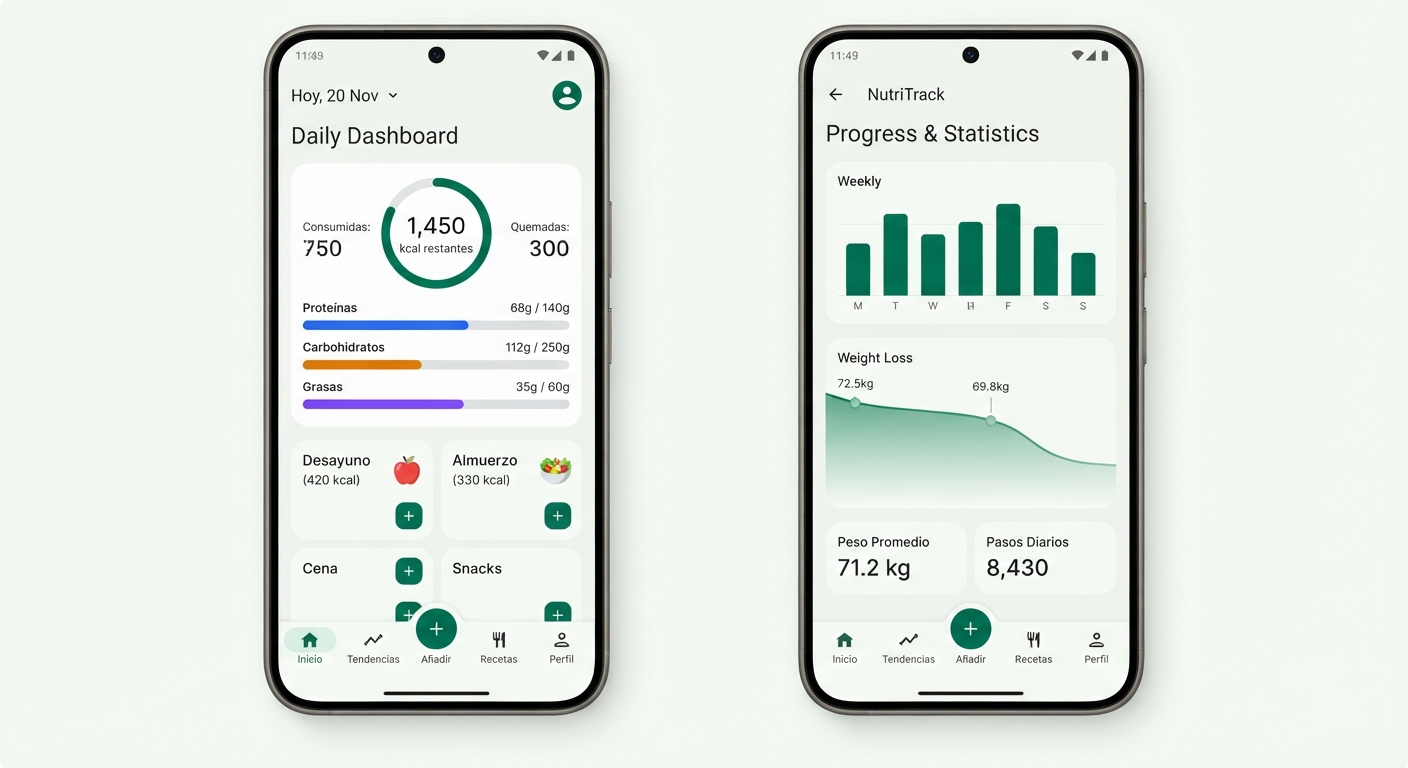 Hoy, 20 Nov
Daily Dashboard
Consumidas:
750
1,450
kcal restantes
Quemadas:
300
Proteínas
68g / 140g
Carbohidratos
112g / 250g
Grasas
35g / 60g
Desayuno
(420 kcal)
Almuerzo
(330 kcal)
Cena
Snacks
Inicio
Tendencias
Añadir
Recetas
Perfil
11:49
NutriTrack
Progress & Statistics
Weekly
M T W F S S
Weight Loss
72.5kg
69.8kg
Peso Promedio
71.2 kg
Pasos Diarios
8,430
Inicio
Tendencias
Añadir
Recetas
Perfil